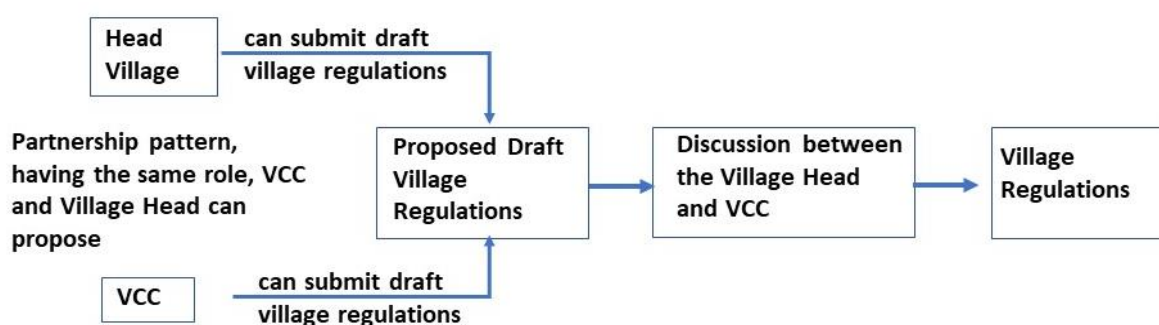 Head
Village
can submit draft
village regulations
Partnership pattern,
having the same role, VCC
and Village Head can
propose
Proposed Draft
Village
Regulations
Discussion between
the Village Head
and VCC
Village
Regulations
VCC
can submit draft
village regulations